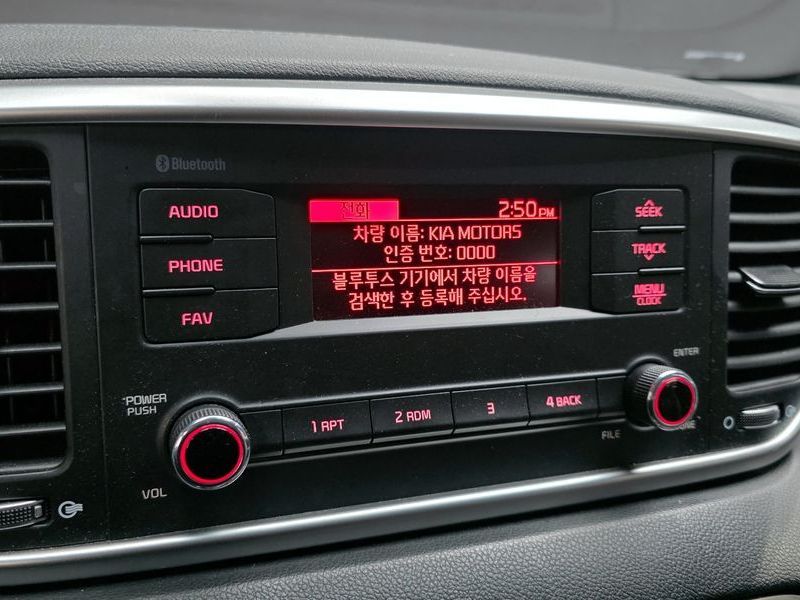 Bluetooth
AUDIO
PHONE
FAV
전화 2:50PM
차량 이름: KIA MOTORS
인증 번호: 0000
블루투스 기기에서 차량 이름을
검색한 후 등록해 주십시오.
SEEK
TRACK
MENU
CLOCK
POWER
PUSH
VOL
1 RPT
2 RDM
3
4 BACK
ENTER
FILE